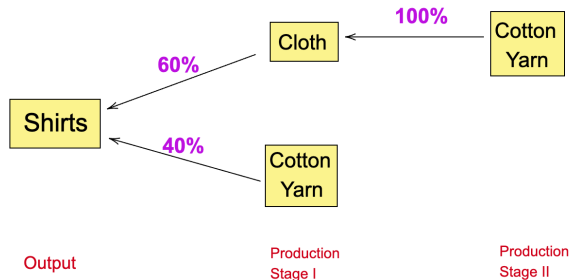 100%
Cotton
Yarn
Cloth
60%
Shirts
40%
Cotton
Yarn
Output
Production
Stage I
Production
Stage II